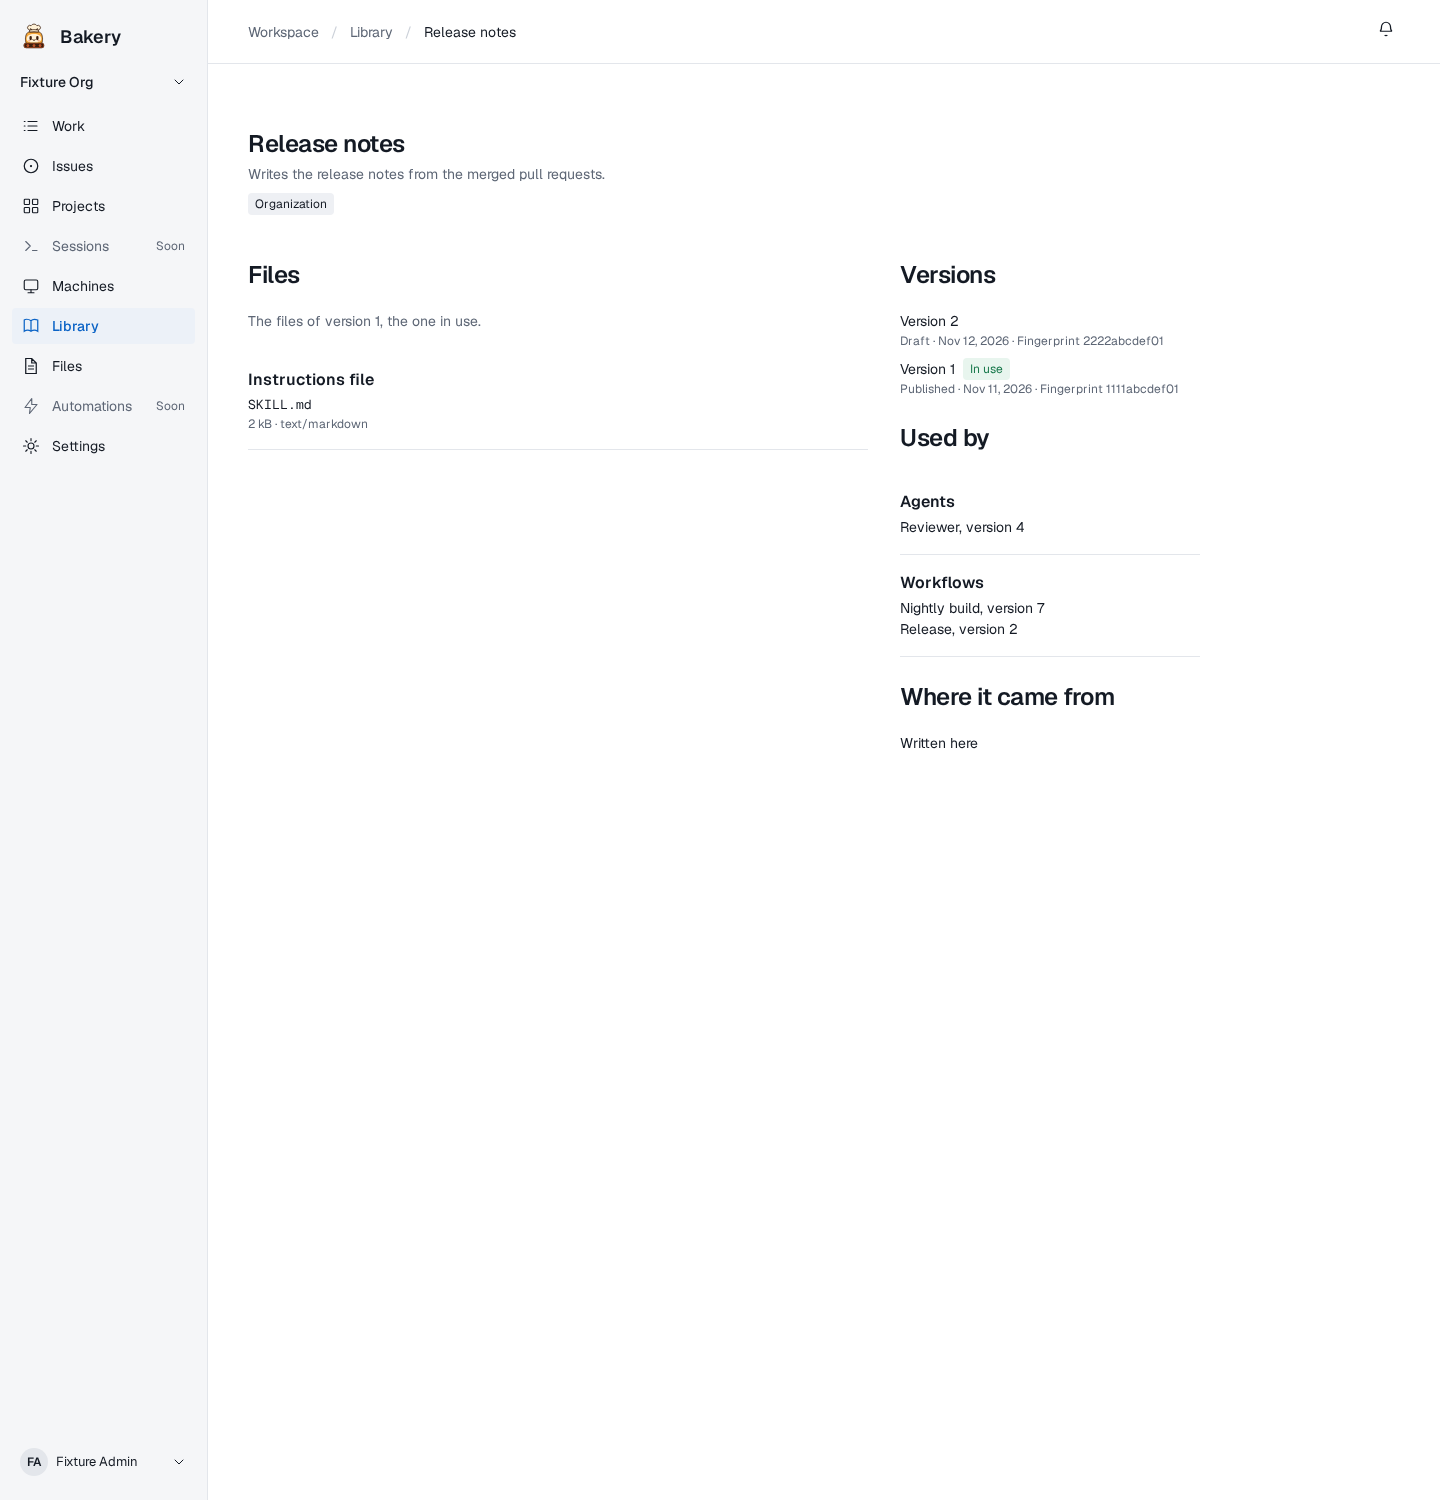 Bakery
Fixture Org
Work
Issues
Projects
Sessions Soon
Machines
Library
Files
Automations Soon
Settings
FA Fixture Admin
Workspace / Library / Release notes
Release notes
Writes the release notes from the merged pull requests.
Organization
Files
The files of version 1, the one in use.
Instructions file
SKILL.md
2 kB · text/markdown
Versions
Version 2
Draft · Nov 12, 2026 · Fingerprint 2222abcdef01
Version 1 In use
Published · Nov 11, 2026 · Fingerprint 1111abcdef01
Used by
Agents
Reviewer, version 4
Workflows
Nightly build, version 7
Release, version 2
Where it came from
Written here